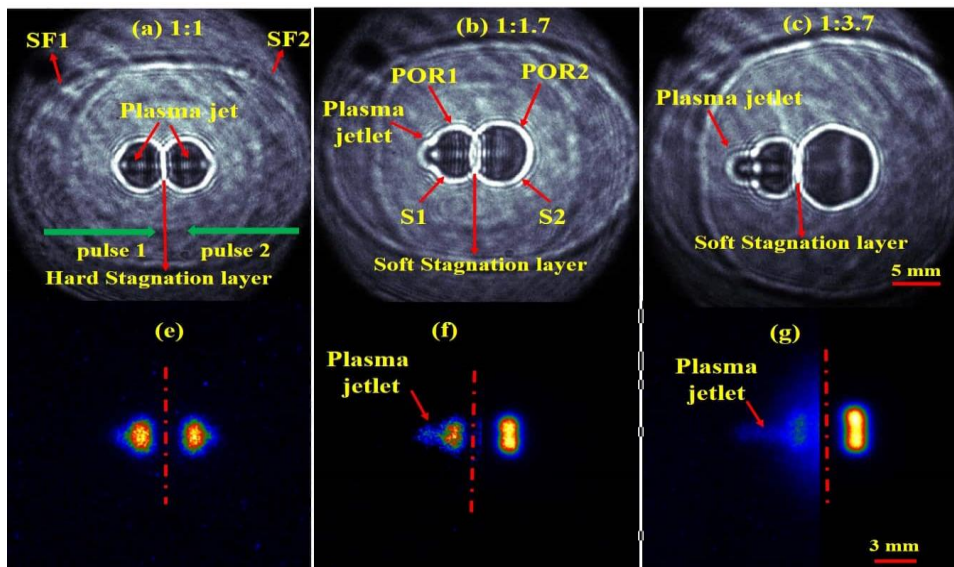 (a) 1:1
SF1
SF2
Plasma jet
pulse 1
pulse 2
Hard Stagnation layer
(b) 1:1.7
POR1
POR2
Plasma
jetlet
S1
S2
Soft Stagnation layer
(c) 1:3.7
Plasma jetlet
Soft Stagnation layer
5 mm
(e)
(f)
Plasma
jetlet
(g)
Plasma
jetlet
3 mm